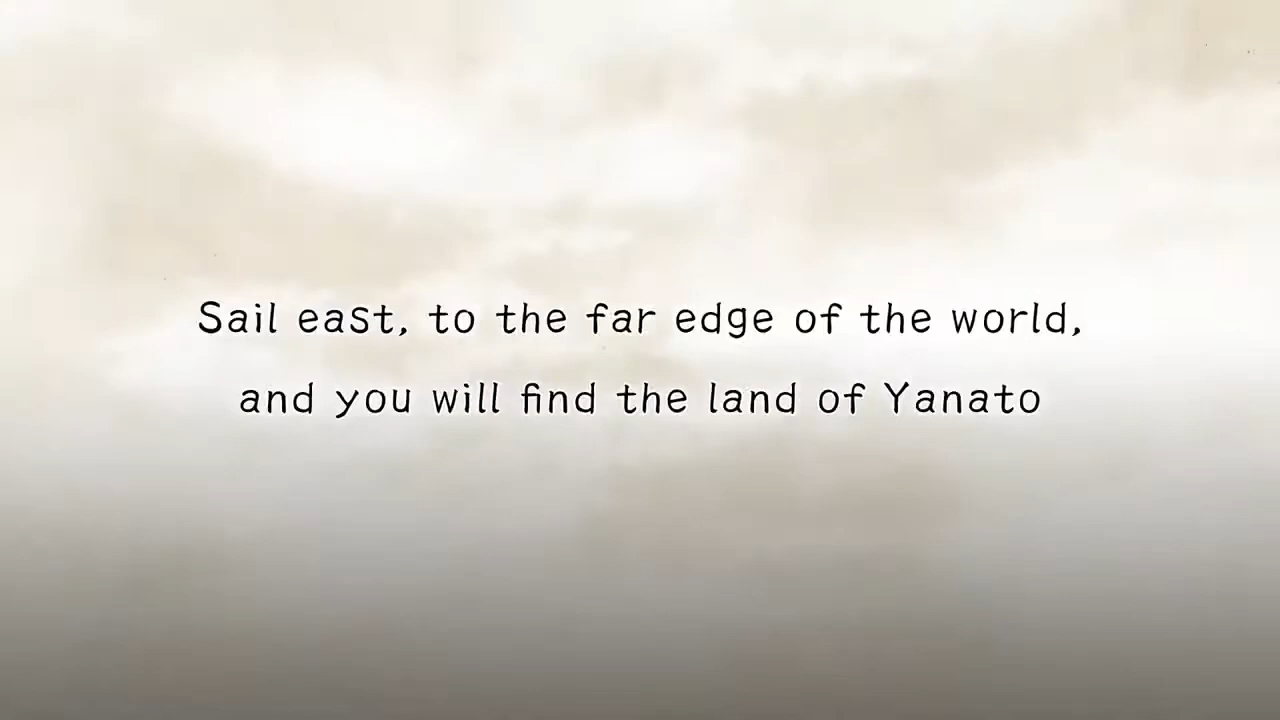 Sail east, to the far edge of the world,
and you will find the land of Yanato